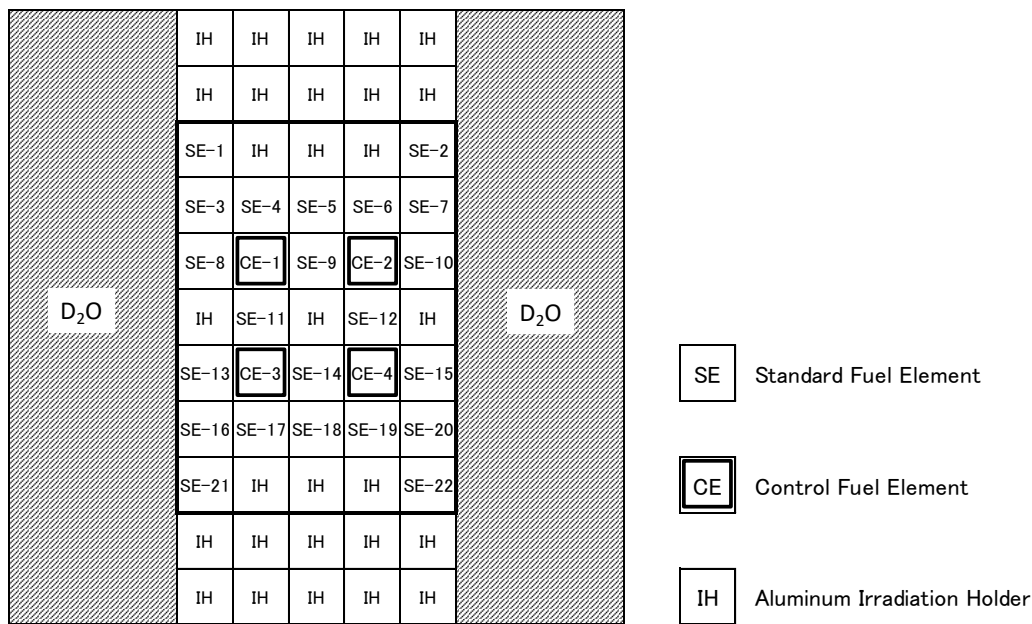 IH IH IH IH IH
IH IH IH IH IH
SE-1 IH IH IH SE-2
SE-3 SE-4 SE-5 SE-6 SE-7
SE-8 CE-1 SE-9 CE-2 SE-10
D₂O IH SE-11 IH SE-12 IH D₂O
SE-13 CE-3 SE-14 CE-4 SE-15
SE Standard Fuel Element
SE-16 SE-17 SE-18 SE-19 SE-20
SE-21 IH IH IH SE-22
CE Control Fuel Element
IH IH IH IH IH
IH IH IH IH IH
IH Aluminum Irradiation Holder